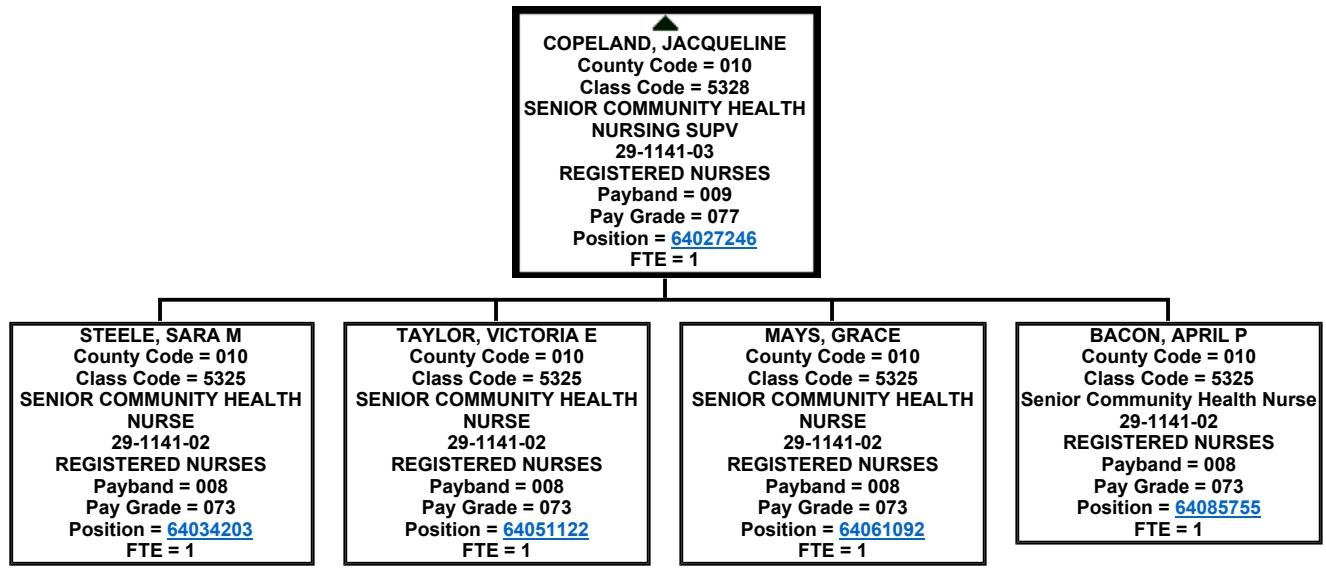 COPELAND, JACQUELINE
County Code = 010
Class Code = 5328
SENIOR COMMUNITY HEALTH
NURSING SUPV
29-1141-03
REGISTERED NURSES
Payband = 009
Pay Grade = 077
Position = 64027246
FTE = 1
STEELE, SARA M
County Code = 010
Class Code = 5325
SENIOR COMMUNITY HEALTH
NURSE
29-1141-02
REGISTERED NURSES
Payband = 008
Pay Grade = 073
Position = 64034203
FTE = 1
TAYLOR, VICTORIA E
County Code = 010
Class Code = 5325
SENIOR COMMUNITY HEALTH
NURSE
29-1141-02
REGISTERED NURSES
Payband = 008
Pay Grade = 073
Position = 64051122
FTE = 1
MAYS, GRACE
County Code = 010
Class Code = 5325
SENIOR COMMUNITY HEALTH
NURSE
29-1141-02
REGISTERED NURSES
Payband = 008
Pay Grade = 073
Position = 64061092
FTE = 1
BACON, APRIL P
County Code = 010
Class Code = 5325
Senior Community Health Nurse
29-1141-02
REGISTERED NURSES
Payband = 008
Pay Grade = 073
Position = 64085755
FTE = 1